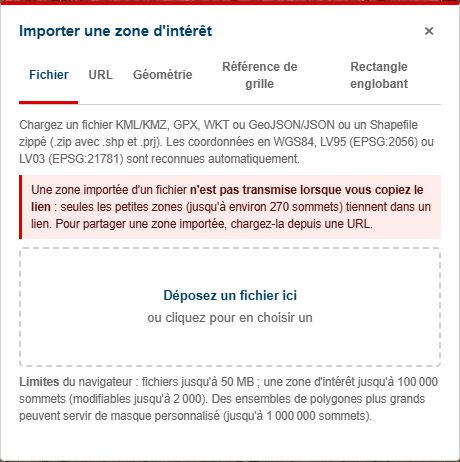 Importer une zone d'intérêt
×
Fichier
URL
Géométrie
Référence de
grille
Rectangle
englobant
Chargez un fichier KML/KMZ, GPX, WKT ou GeoJSON/JSON ou un Shapefile
zippé (.zip avec .shp et .prj). Les coordonnées en WGS84, LV95 (EPSG:2056) ou
LV03 (EPSG:21781) sont reconnues automatiquement.
Une zone importée d'un fichier n'est pas transmise lorsque vous copiez le
lien : seules les petites zones (jusqu'à environ 270 sommets) tiennent dans un
lien. Pour partager une zone importée, chargez-la depuis une URL.
Déposez un fichier ici
ou cliquez pour en choisir un
Limites du navigateur : fichiers jusqu'à 50 MB ; une zone d'intérêt jusqu'à 100 000
sommets (modifiables jusqu'à 2 000). Des ensembles de polygones plus grands
peuvent servir de masque personnalisé (jusqu'à 1 000 000 sommets).